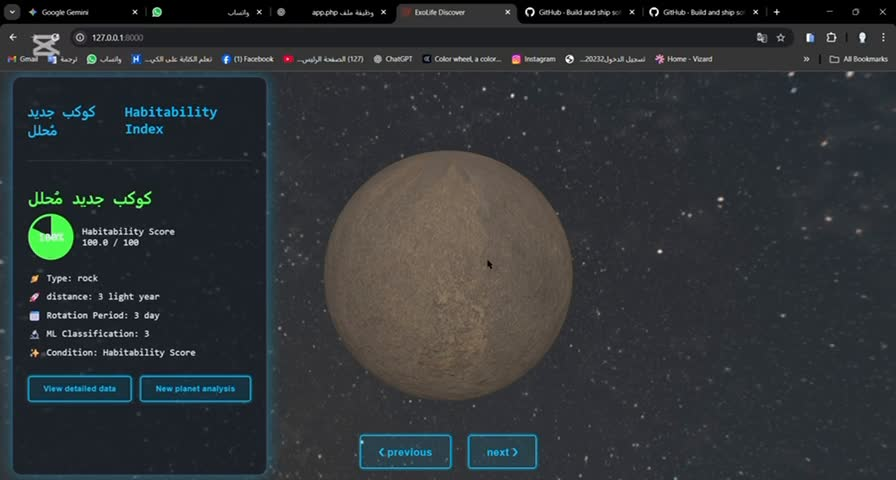 Google Gemini
واتساب
وظيفة ملف app.php
ExoLife Discover
GitHub - Build and ship sof
GitHub - Build and ship sof
127.0.0.1:8000
Gmail
ترجمة
واتساب
تعلم الكتابة على الكي...
(1) Facebook
(127) الصفحة الرئيس...
ChatGPT
Color wheel, a color...
Instagram
تسجيل الدخول20232...
Home - Vizard
All Bookmarks
كوكب جديد
مُحلل
Habitability
Index
كوكب جديد مُحلل
Habitability Score
100.0 / 100
Type: rock
distance: 3 light year
Rotation Period: 3 day
ML Classification: 3
Condition: Habitability Score
View detailed data
New planet analysis
❮ previous
next ❯